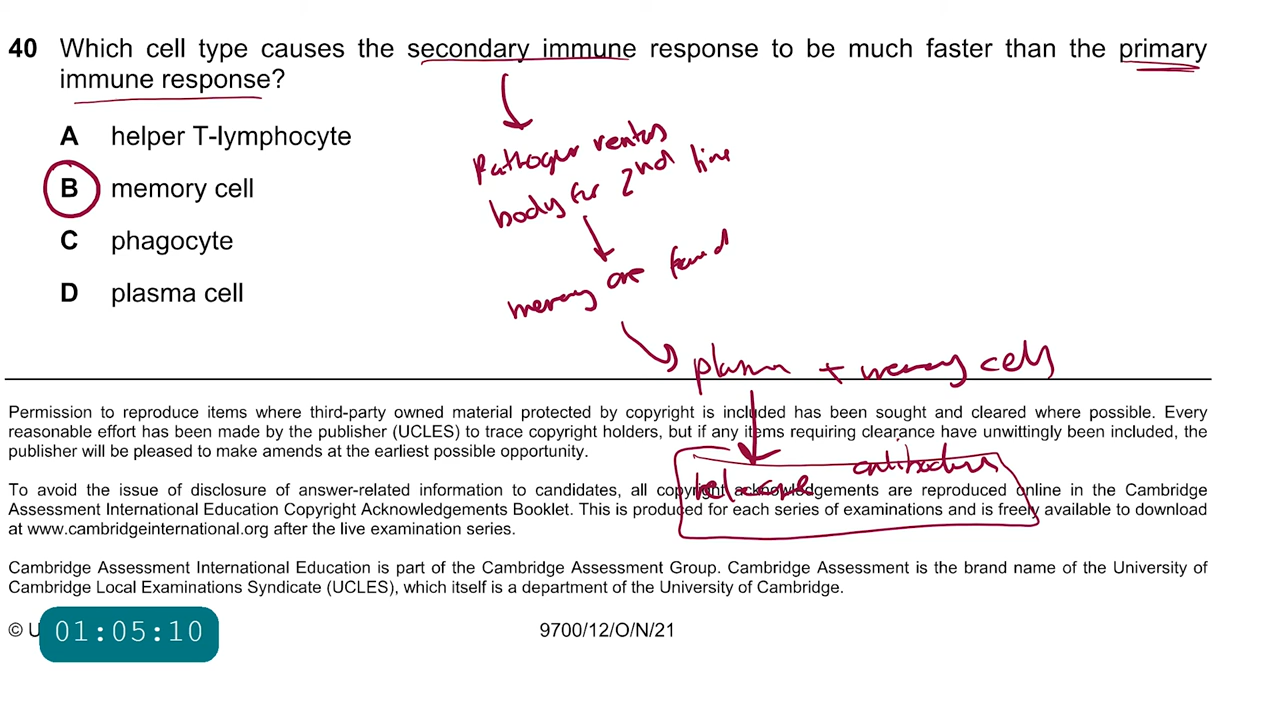 40 Which cell type causes the secondary immune response to be much faster than the primary
immune response?
A helper T-lymphocyte
B memory cell
C phagocyte
D plasma cell
body for 2nd
memory are found
plasma + memory cells
release antibodies
Permission to reproduce items where third-party owned material protected by copyright is included has been sought and cleared where possible. Every
reasonable effort has been made by the publisher (UCLES) to trace copyright holders, but if any items requiring clearance have unwittingly been included, the
publisher will be pleased to make amends at the earliest possible opportunity.
To avoid the issue of disclosure of answer-related information to candidates, all copyright acknowledgements are reproduced online in the Cambridge
Assessment International Education Copyright Acknowledgements Booklet. This is produced for each series of examinations and is freely available to download
at www.cambridgeinternational.org after the live examination series.
Cambridge Assessment International Education is part of the Cambridge Assessment Group. Cambridge Assessment is the brand name of the University of
Cambridge Local Examinations Syndicate (UCLES), which itself is a department of the University of Cambridge.
© U
01:05:10
9700/12/O/N/21